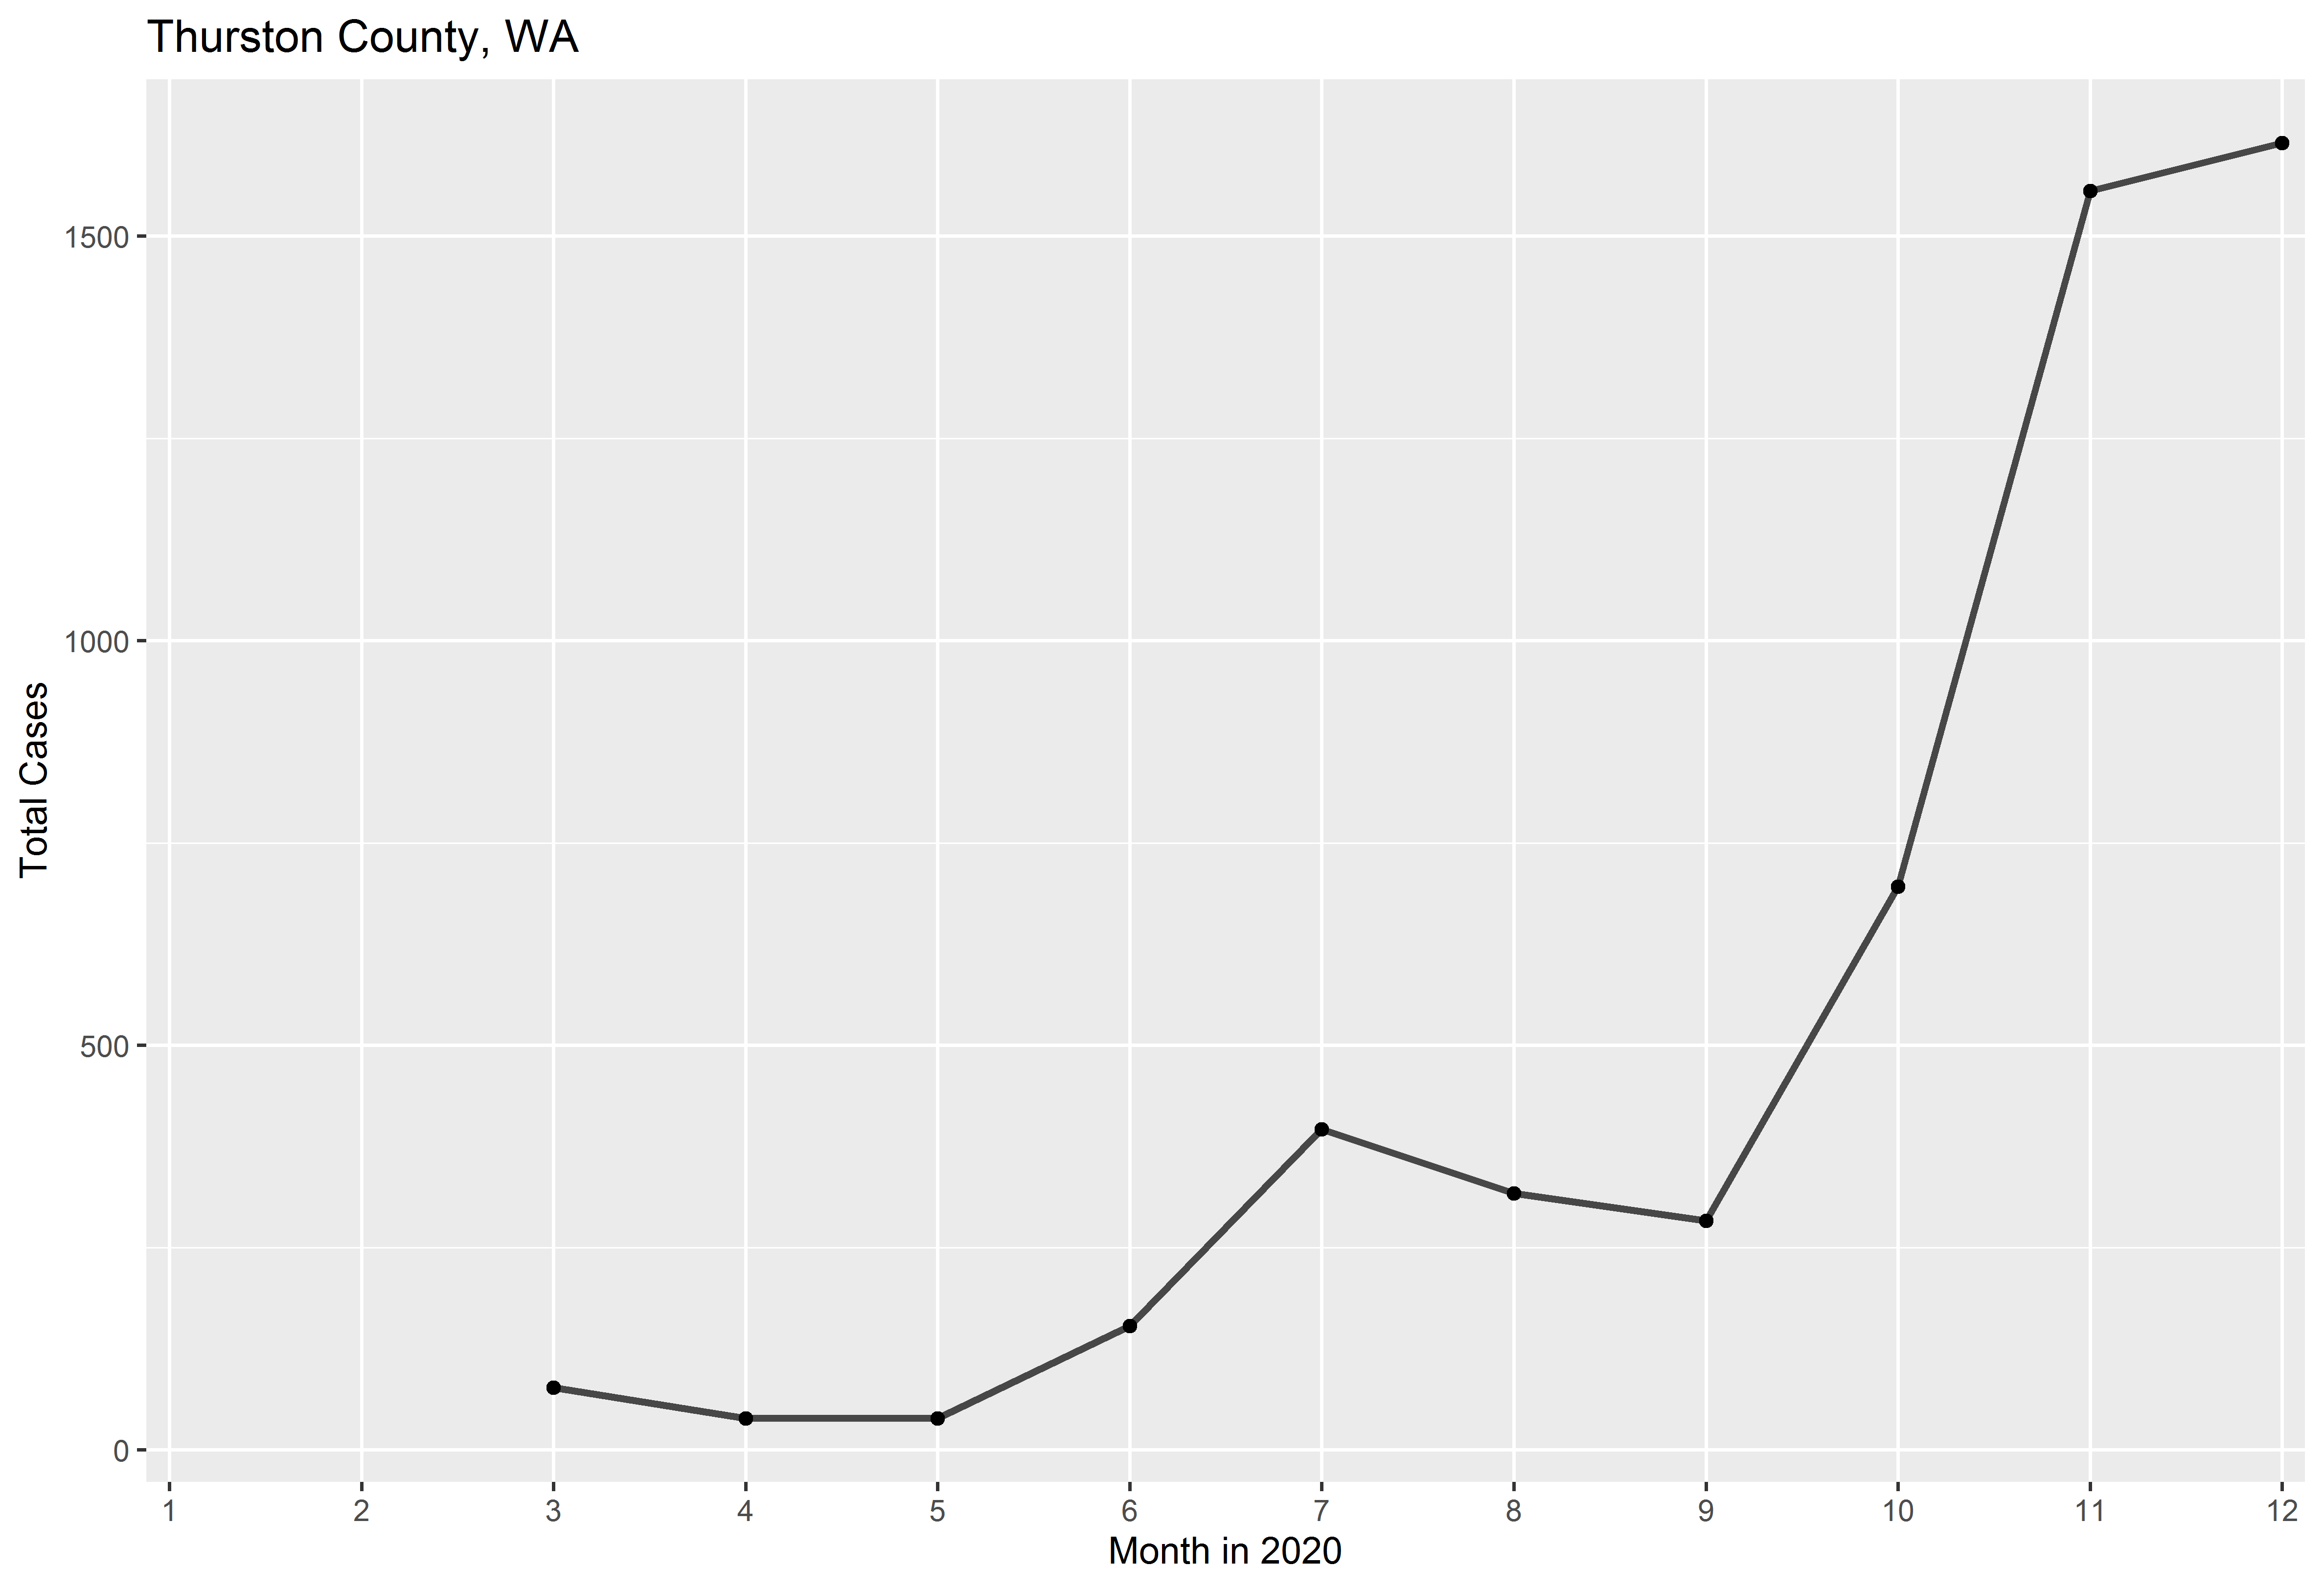 Thurston County, WA
1500
1000
500
0
Total Cases
1 2 3 4 5 6 7 8 9 10 11 12
Month in 2020